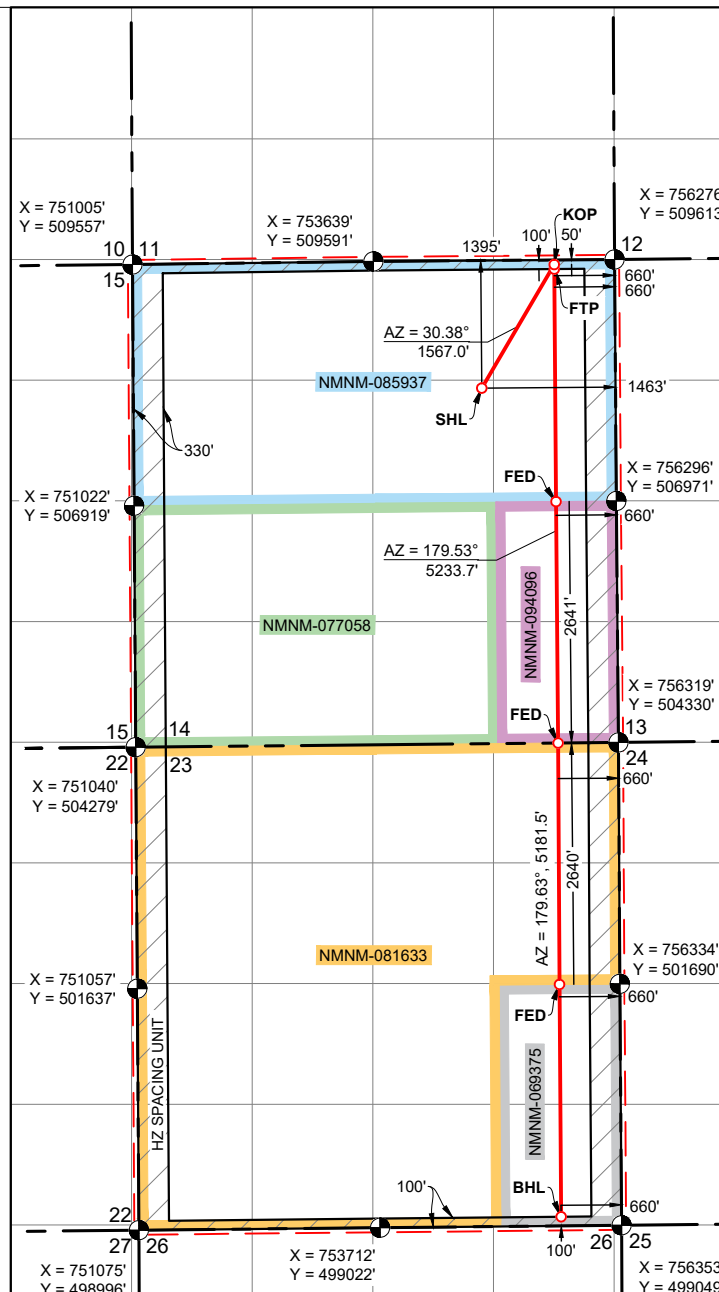 X = 751005'
Y = 509557'
X = 753639'
Y = 509591'
X = 756276
Y = 509613
KOP
100'
50'
1395'
10
11
15
12
660'
660'
FTP
AZ = 30.38°
1567.0'
NMNM-085937
1463'
SHL
330'
FED
X = 756296'
Y = 506971'
X = 751022'
Y = 506919'
660'
AZ = 179.53°
5233.7'
NMNM-094096
2641'
NMNM-077058
X = 756319'
Y = 504330'
15
14
FED
13
22
23
24
X = 751040'
Y = 504279'
660'
AZ = 179.63°, 5181.5'
2640'
NMNM-081633
X = 756334'
Y = 501690'
X = 751057'
Y = 501637'
FED
660'
HZ SPACING UNIT
NMNM-069375
100'
BHL
660'
22
27
26
26
25
100'
X = 753712'
Y = 499022'
X = 751075'
Y = 498996'
X = 756353
Y = 499049